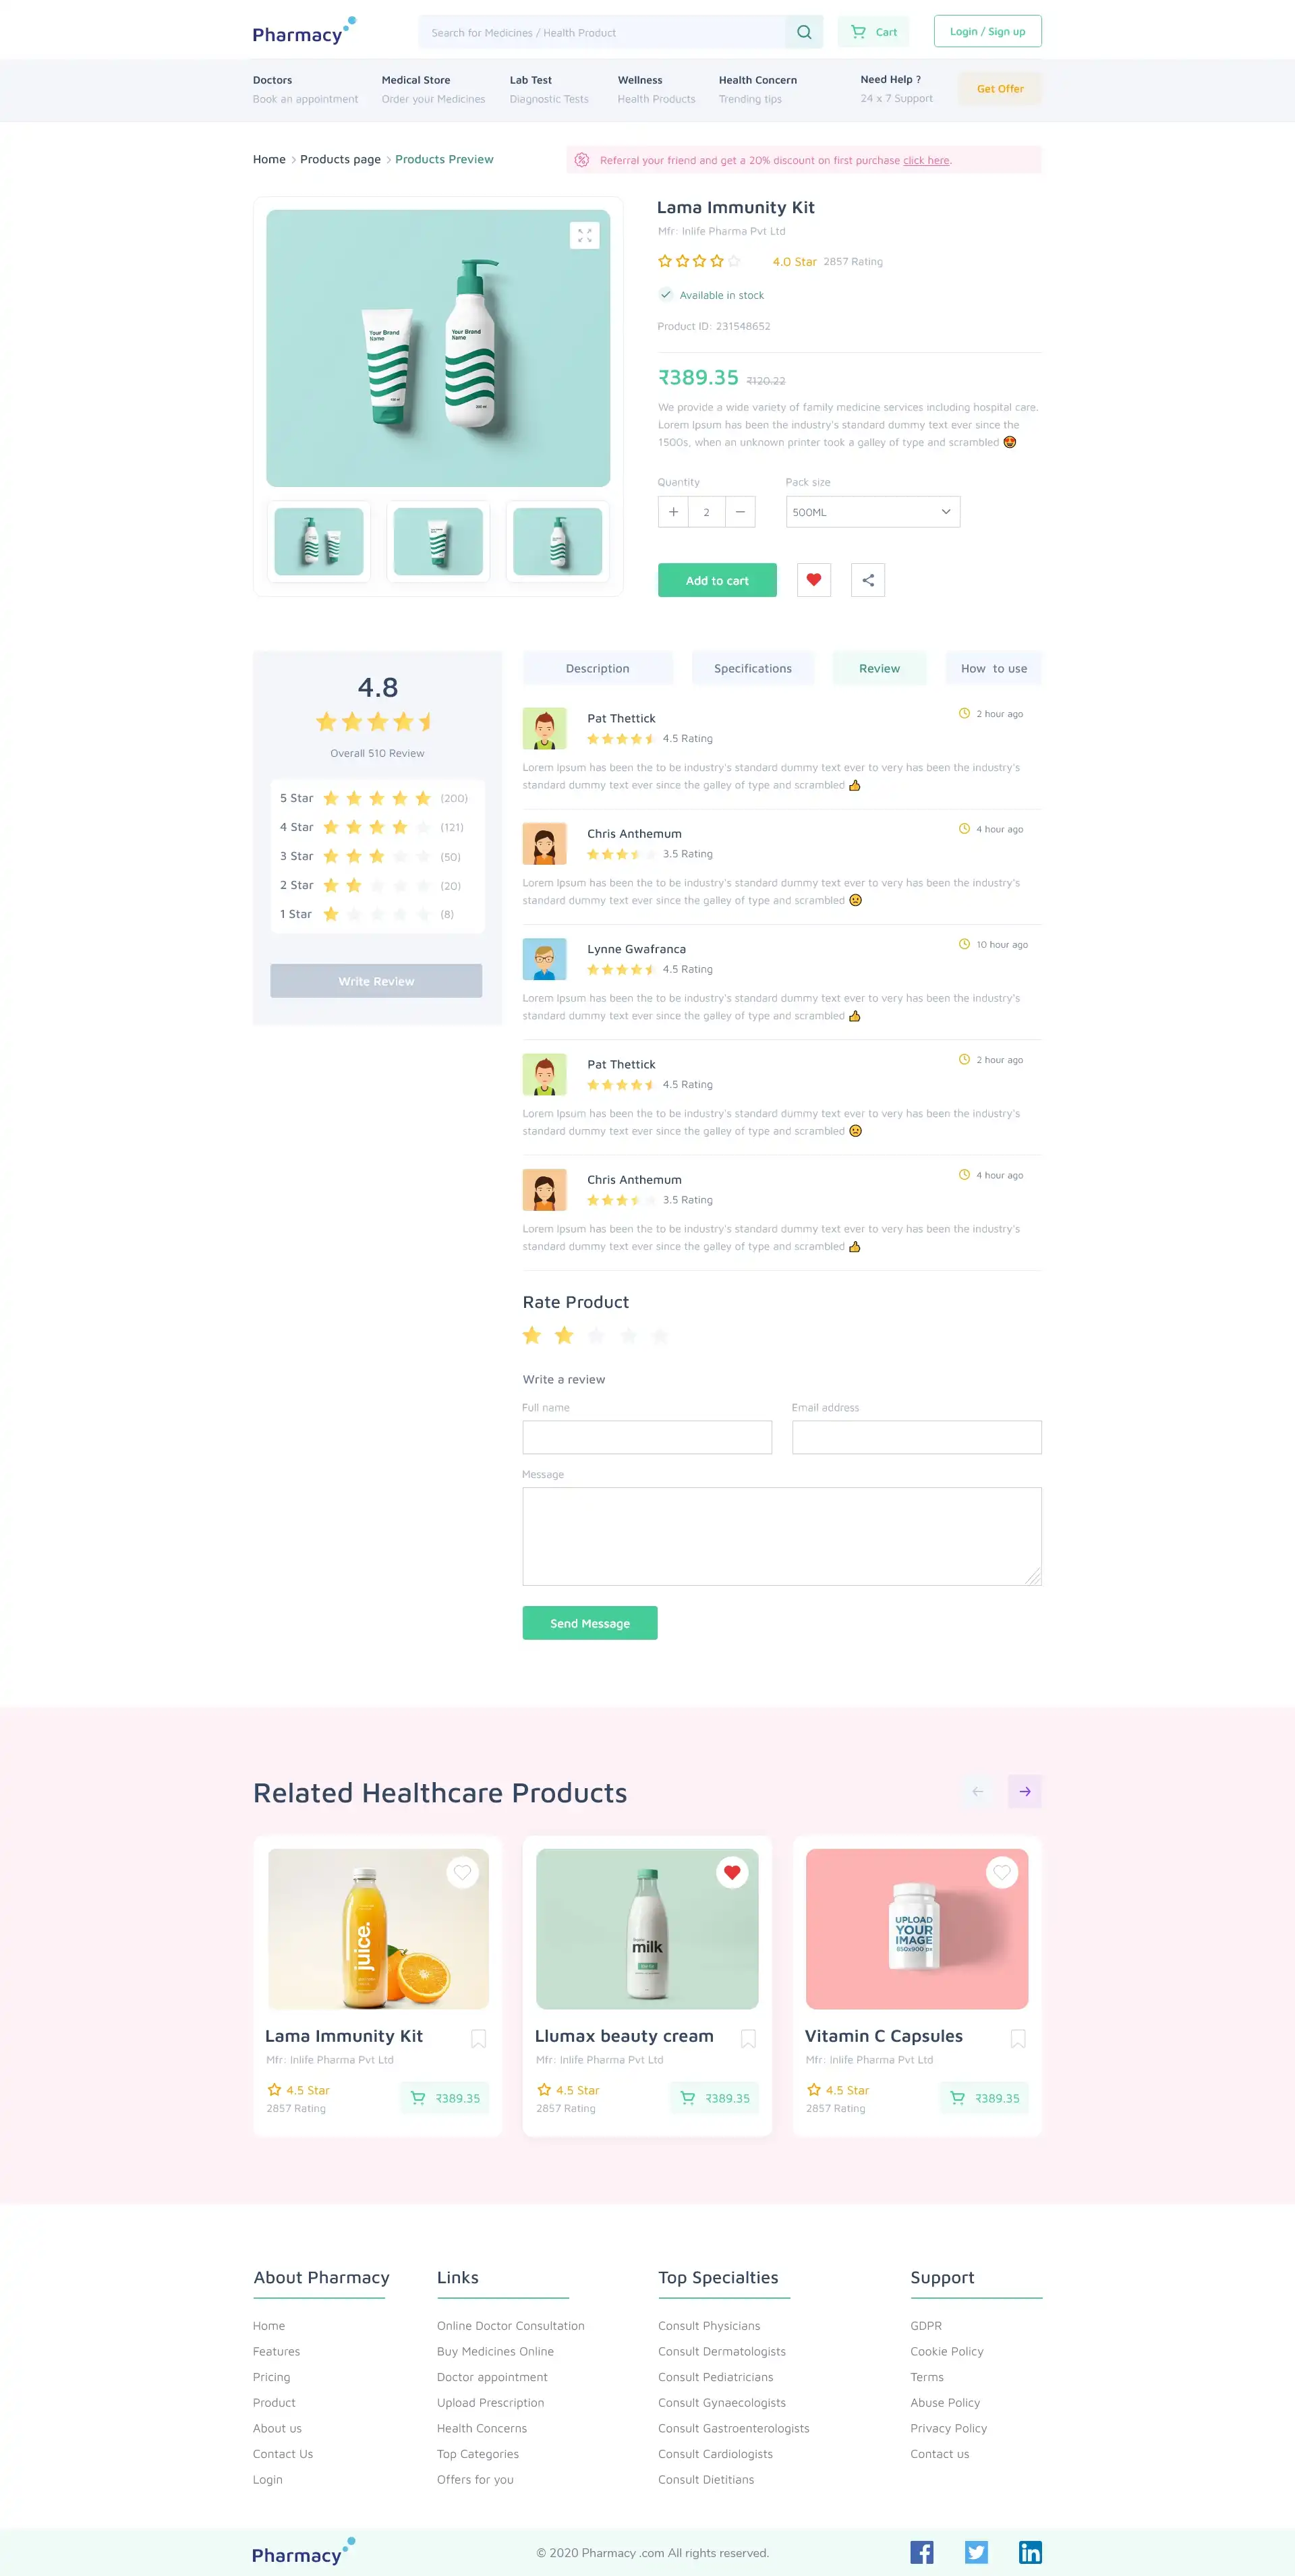 Pharmacy
Search for Medicines / Health Product
Cart
Login / Sign up
Doctors
Book an appointment
Medical Store
Order your Medicines
Lab Test
Diagnostic Tests
Wellness
Health Products
Health Concern
Trending tips
Need Help ?
24 x 7 Support
Get Offer
Home > Products page > Products Preview
Referral your friend and get a 20% discount on first purchase click here.
Your Brand
Name
Your Brand
Name
Lama Immunity Kit
Mfr: Inlife Pharma Pvt Ltd
4.0 Star 2857 Rating
Available in stock
Product ID: 231548652
₹389.35 ₹120.22
We provide a wide variety of family medicine services including hospital care.
Lorem Ipsum has been the industry's standard dummy text ever since the
1500s, when an unknown printer took a galley of type and scrambled 😍
Quantity
+ 2 −
Pack size
500ML
Add to cart
4.8
Overall 510 Review
5 Star (200)
4 Star (121)
3 Star (50)
2 Star (20)
1 Star (8)
Write Review
Description
Specifications
Review
How to use
Pat Thettick
2 hour ago
4.5 Rating
Lorem Ipsum has been the to be industry's standard dummy text ever to very has been the industry's
standard dummy text ever since the galley of type and scrambled 👍
Chris Anthemum
4 hour ago
3.5 Rating
Lorem Ipsum has been the to be industry's standard dummy text ever to very has been the industry's
standard dummy text ever since the galley of type and scrambled 😟
Lynne Gwafranca
10 hour ago
4.5 Rating
Lorem Ipsum has been the to be industry's standard dummy text ever to very has been the industry's
standard dummy text ever since the galley of type and scrambled 👍
Pat Thettick
2 hour ago
4.5 Rating
Lorem Ipsum has been the to be industry's standard dummy text ever to very has been the industry's
standard dummy text ever since the galley of type and scrambled 😟
Chris Anthemum
4 hour ago
3.5 Rating
Lorem Ipsum has been the to be industry's standard dummy text ever to very has been the industry's
standard dummy text ever since the galley of type and scrambled 👍
Rate Product
Write a review
Full name
Email address
Message
Send Message
Related Healthcare Products
juice.
milk
UPLOAD
YOUR
IMAGE
850x900 px
Lama Immunity Kit
Mfr: Inlife Pharma Pvt Ltd
4.5 Star
2857 Rating
₹389.35
Llumax beauty cream
Mfr: Inlife Pharma Pvt Ltd
4.5 Star
2857 Rating
₹389.35
Vitamin C Capsules
Mfr: Inlife Pharma Pvt Ltd
4.5 Star
2857 Rating
₹389.35
About Pharmacy
Home
Features
Pricing
Product
About us
Contact Us
Login
Links
Online Doctor Consultation
Buy Medicines Online
Doctor appointment
Upload Prescription
Health Concerns
Top Categories
Offers for you
Top Specialties
Consult Physicians
Consult Dermatologists
Consult Pediatricians
Consult Gynaecologists
Consult Gastroenterologists
Consult Cardiologists
Consult Dietitians
Support
GDPR
Cookie Policy
Terms
Abuse Policy
Privacy Policy
Contact us
Pharmacy
© 2020 Pharmacy .com All rights reserved.